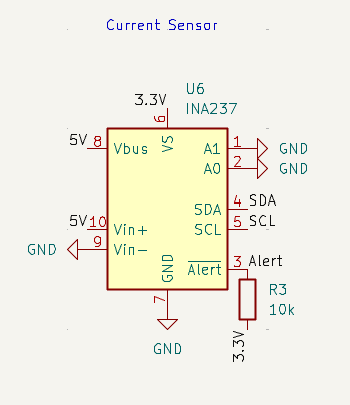 Current Sensor
U6
INA237
3.3V
6
VS
5V 8 Vbus
A1 1 GND
A0 2 GND
SDA 4 SDA
5V 10 Vin+
SCL 5 SCL
GND 9 Vin-
GND
Alert 3 Alert
7
R3
10k
3.3V
GND